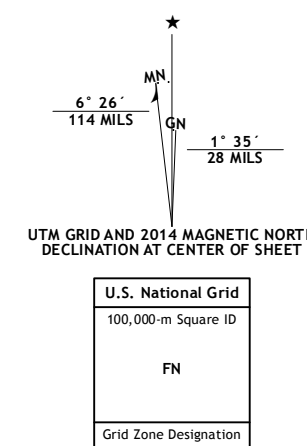 ★
MN.
6° 26´
114 MILS
GN
1° 35´
28 MILS
UTM GRID AND 2014 MAGNETIC NORTH
DECLINATION AT CENTER OF SHEET
U.S. National Grid
100,000-m Square ID
FN
Grid Zone Designation